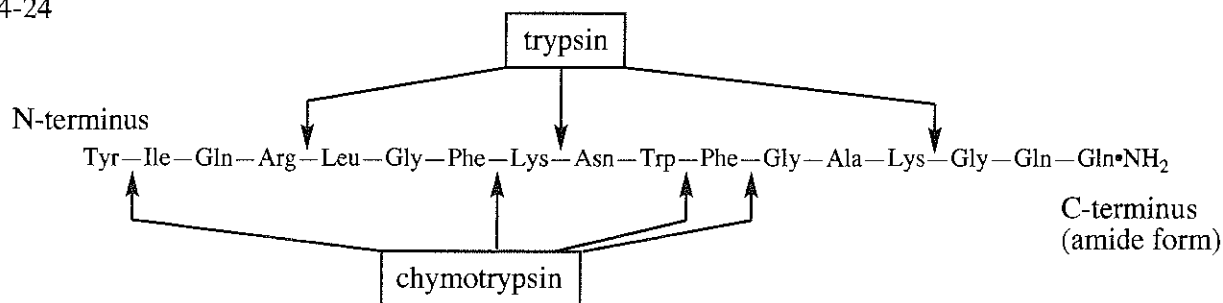 4-24
trypsin
N-terminus
Tyr—Ile—Gln—Arg—Leu—Gly—Phe—Lys—Asn—Trp—Phe—Gly—Ala—Lys—Gly—Gln—Gln•NH₂
C-terminus
(amide form)
chymotrypsin